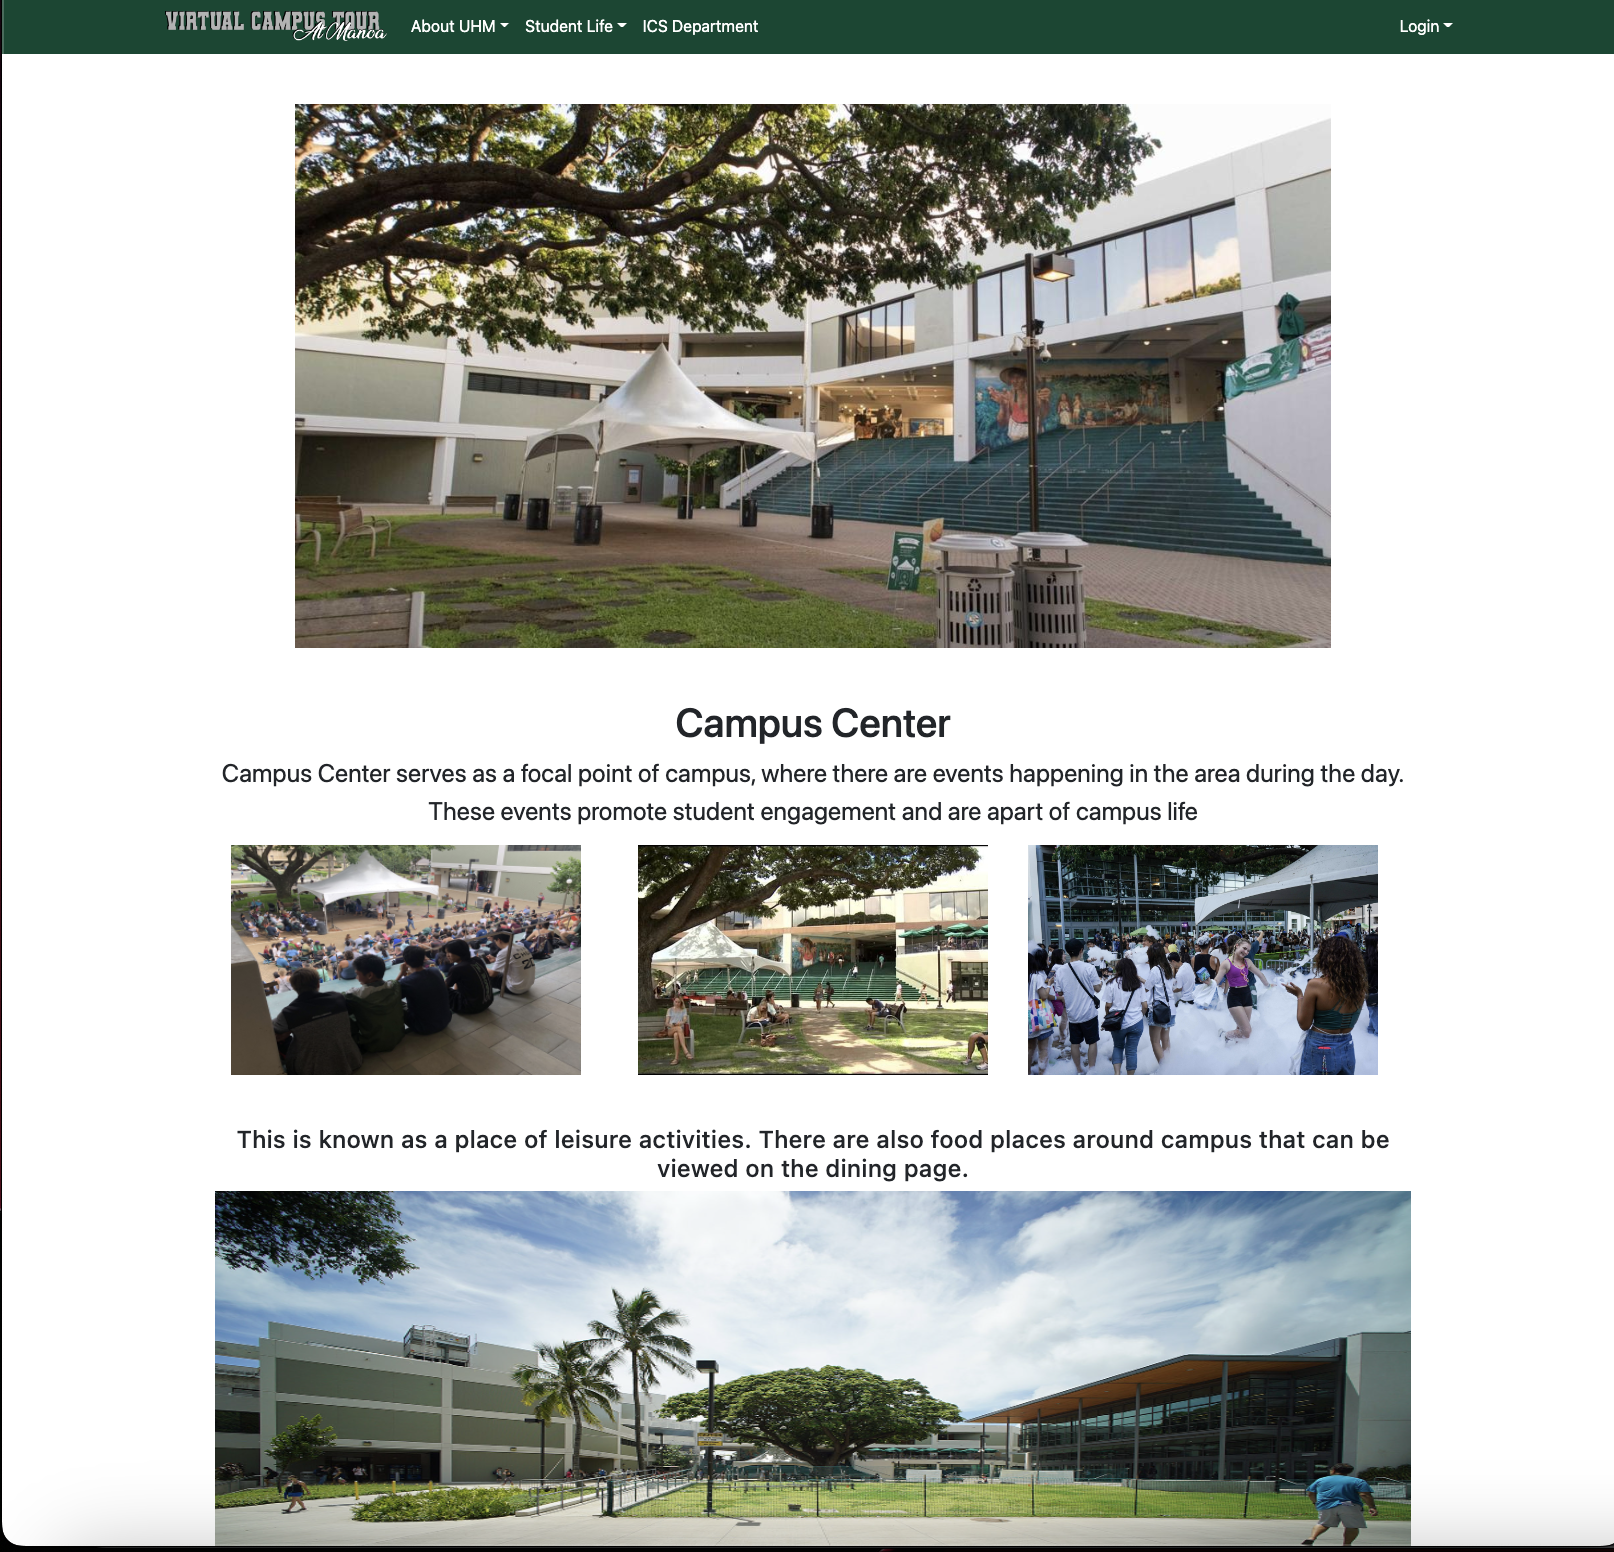 VIRTUAL CAMPUS TOUR
At Manoa
About UHM
Student Life
ICS Department
Login
Campus Center
Campus Center serves as a focal point of campus, where there are events happening in the area during the day.
These events promote student engagement and are apart of campus life
This is known as a place of leisure activities. There are also food places around campus that can be
viewed on the dining page.